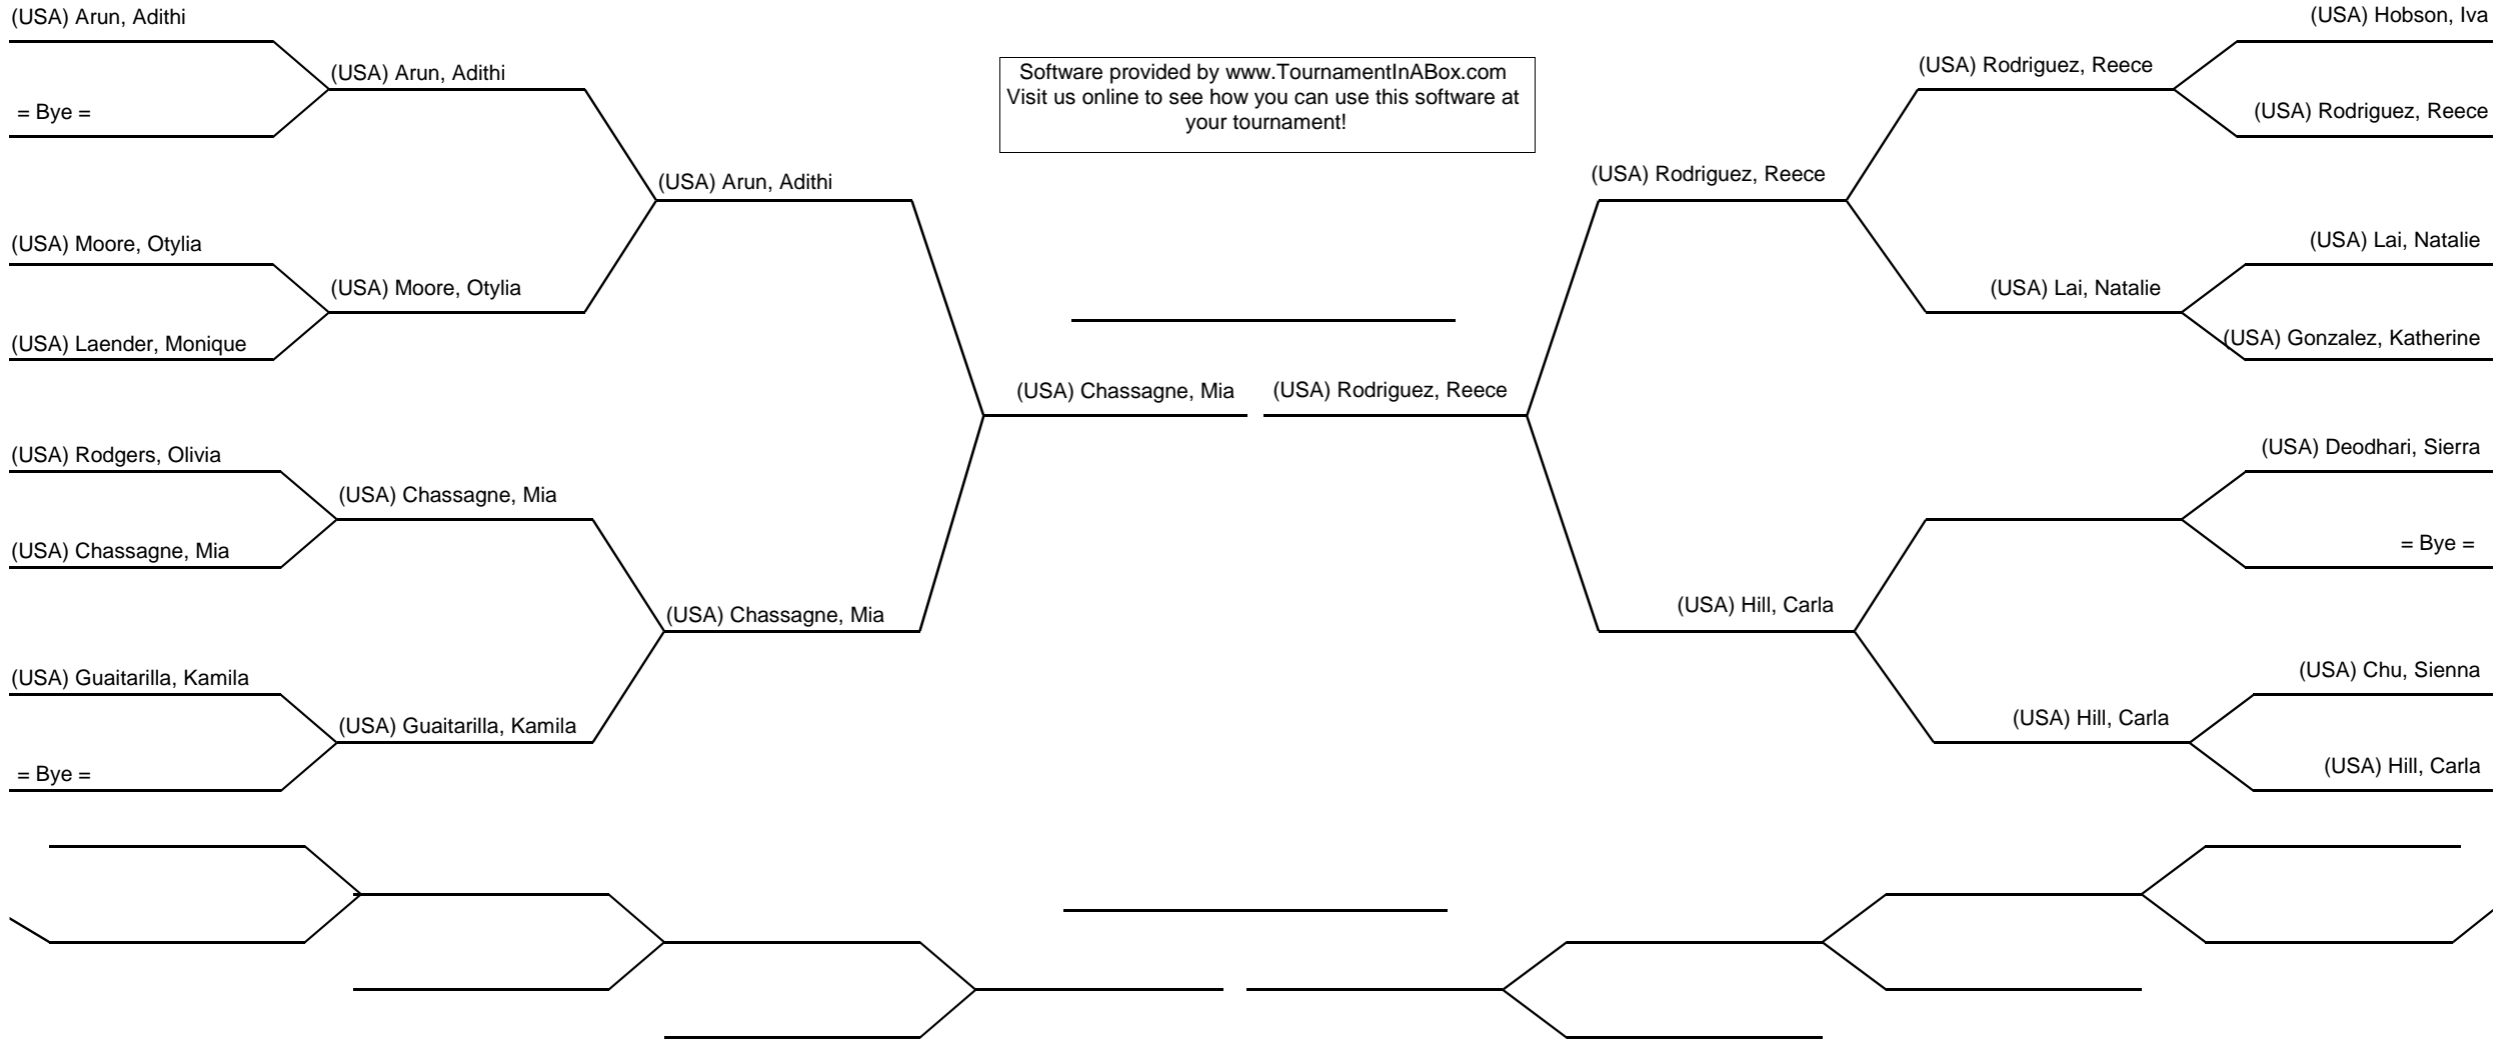 (USA) Arun, Adithi
= Bye =
(USA) Moore, Otylia
(USA) Laender, Monique
(USA) Rodgers, Olivia
(USA) Chassagne, Mia
(USA) Guaitarilla, Kamila
= Bye =
(USA) Arun, Adithi
(USA) Moore, Otylia
(USA) Chassagne, Mia
(USA) Guaitarilla, Kamila
(USA) Arun, Adithi
(USA) Chassagne, Mia
Software provided by www.TournamentInABox.com
Visit us online to see how you can use this software at
your tournament!
(USA) Chassagne, Mia
(USA) Rodriguez, Reece
(USA) Rodriguez, Reece
(USA) Hill, Carla
(USA) Rodriguez, Reece
(USA) Lai, Natalie
(USA) Hill, Carla
(USA) Hobson, Iva
(USA) Rodriguez, Reece
(USA) Lai, Natalie
(USA) Gonzalez, Katherine
(USA) Deodhari, Sierra
= Bye =
(USA) Chu, Sienna
(USA) Hill, Carla